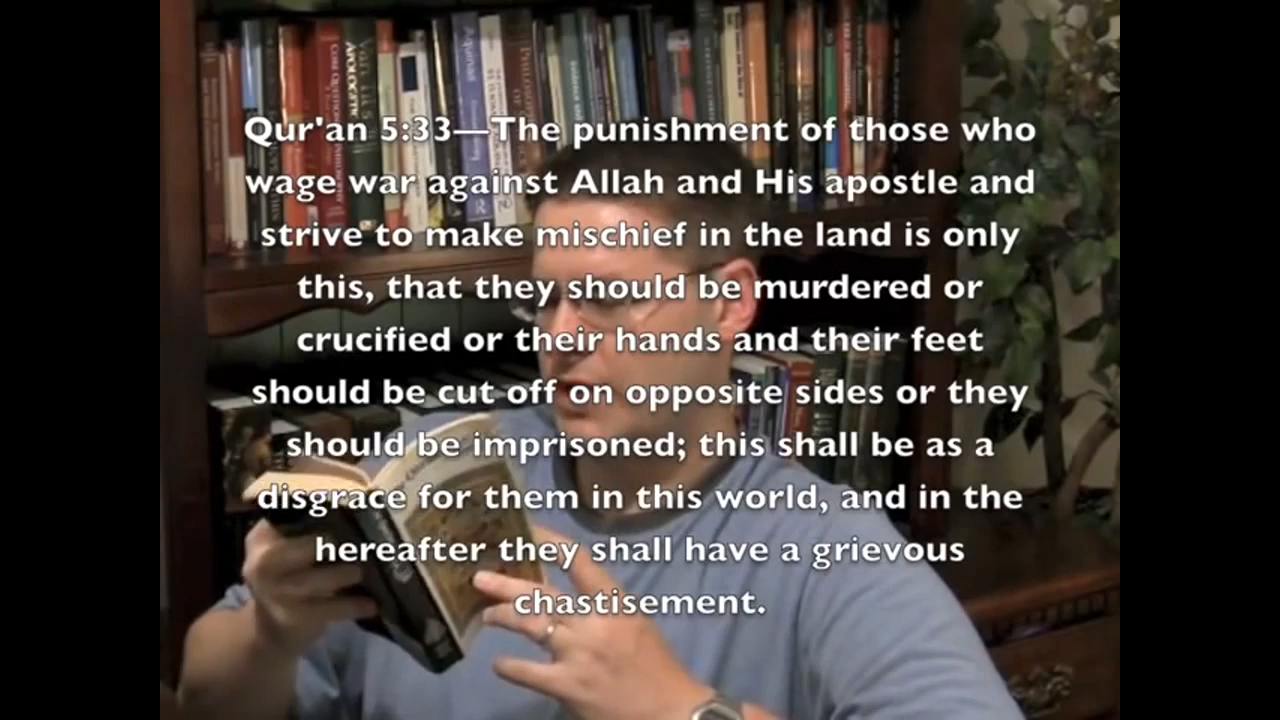 Qur'an 5:33—The punishment of those who
wage war against Allah and His apostle and
strive to make mischief in the land is only
this, that they should be murdered or
crucified or their hands and their feet
should be cut off on opposite sides or they
should be imprisoned; this shall be as a
disgrace for them in this world, and in the
hereafter they shall have a grievous
chastisement.
Aquinas